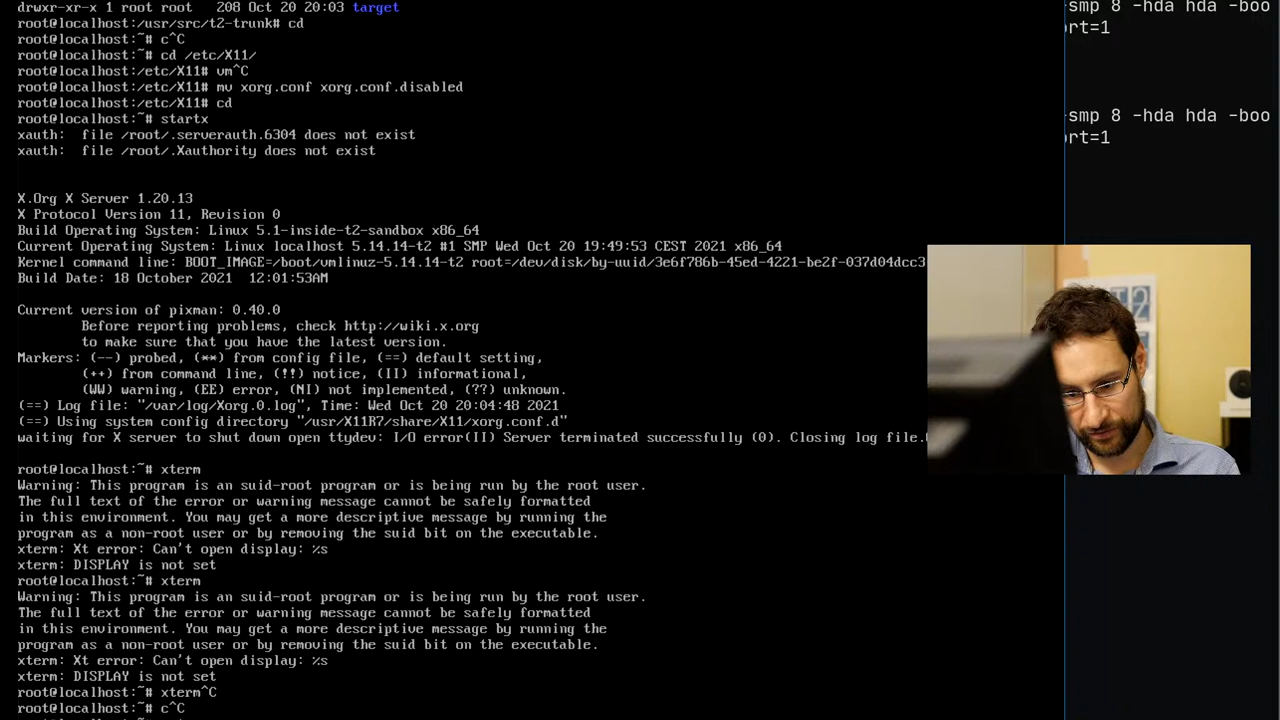 drwxr-xr-x 1 root root   208 Oct 20 20:03 target
root@localhost:/usr/src/t2-trunk# cd
root@localhost:~# c^C
root@localhost:~# cd /etc/X11/
root@localhost:/etc/X11# vm^C
root@localhost:/etc/X11# mv xorg.conf xorg.conf.disabled
root@localhost:/etc/X11# cd
root@localhost:~# startx
xauth:  file /root/.serverauth.6304 does not exist
xauth:  file /root/.Xauthority does not exist
X.Org X Server 1.20.13
X Protocol Version 11, Revision 0
Build Operating System: Linux 5.1-inside-t2-sandbox x86_64
Current Operating System: Linux localhost 5.14.14-t2 #1 SMP Wed Oct 20 19:49:53 CEST 2021 x86_64
Kernel command line: BOOT_IMAGE=/boot/vmlinuz-5.14.14-t2 root=/dev/disk/by-uuid/3e6f786b-45ed-4221-be2f-037d04dcc3
Build Date: 18 October 2021  12:01:53AM
Current version of pixman: 0.40.0
Before reporting problems, check http://wiki.x.org
to make sure that you have the latest version.
Markers: (--) probed, (**) from config file, (==) default setting,
(++) from command line, (!!) notice, (II) informational,
(WW) warning, (EE) error, (NI) not implemented, (??) unknown.
(==) Log file: "/var/log/Xorg.0.log", Time: Wed Oct 20 20:04:48 2021
(==) Using system config directory "/usr/X11R7/share/X11/xorg.conf.d"
waiting for X server to shut down open ttydev: I/O error(II) Server terminated successfully (0). Closing log file.
root@localhost:~# xterm
Warning: This program is an suid-root program or is being run by the root user.
The full text of the error or warning message cannot be safely formatted
in this environment. You may get a more descriptive message by running the
program as a non-root user or by removing the suid bit on the executable.
xterm: Xt error: Can't open display: %s
xterm: DISPLAY is not set
root@localhost:~# xterm
Warning: This program is an suid-root program or is being run by the root user.
The full text of the error or warning message cannot be safely formatted
in this environment. You may get a more descriptive message by running the
program as a non-root user or by removing the suid bit on the executable.
xterm: Xt error: Can't open display: %s
xterm: DISPLAY is not set
root@localhost:~# xterm^C
root@localhost:~# c^C
-smp 8 -hda hda -boo
ort=1
-smp 8 -hda hda -boo
ort=1